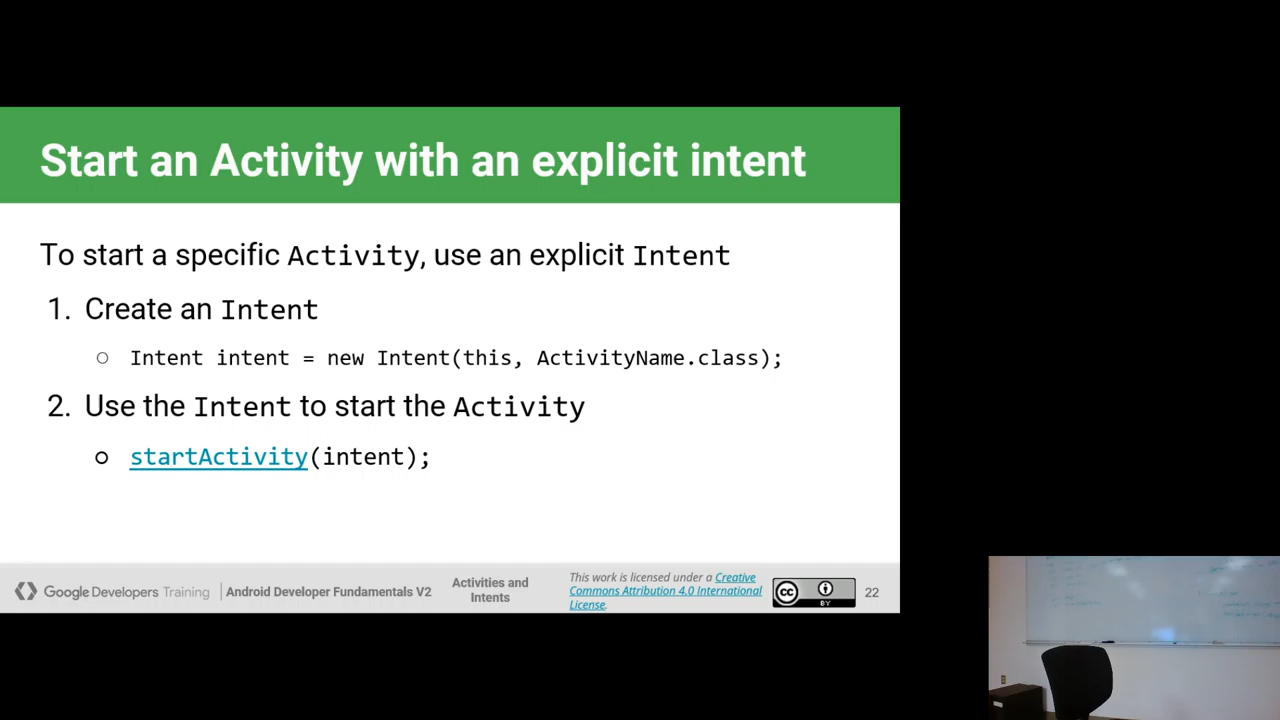 Start an Activity with an explicit intent
To start a specific Activity, use an explicit Intent
1. Create an Intent
○ Intent intent = new Intent(this, ActivityName.class);
2. Use the Intent to start the Activity
○ startActivity(intent);
Google Developers Training
Android Developer Fundamentals V2
Activities and
Intents
This work is licensed under a Creative
Commons Attribution 4.0 International
License.
cc
BY
22